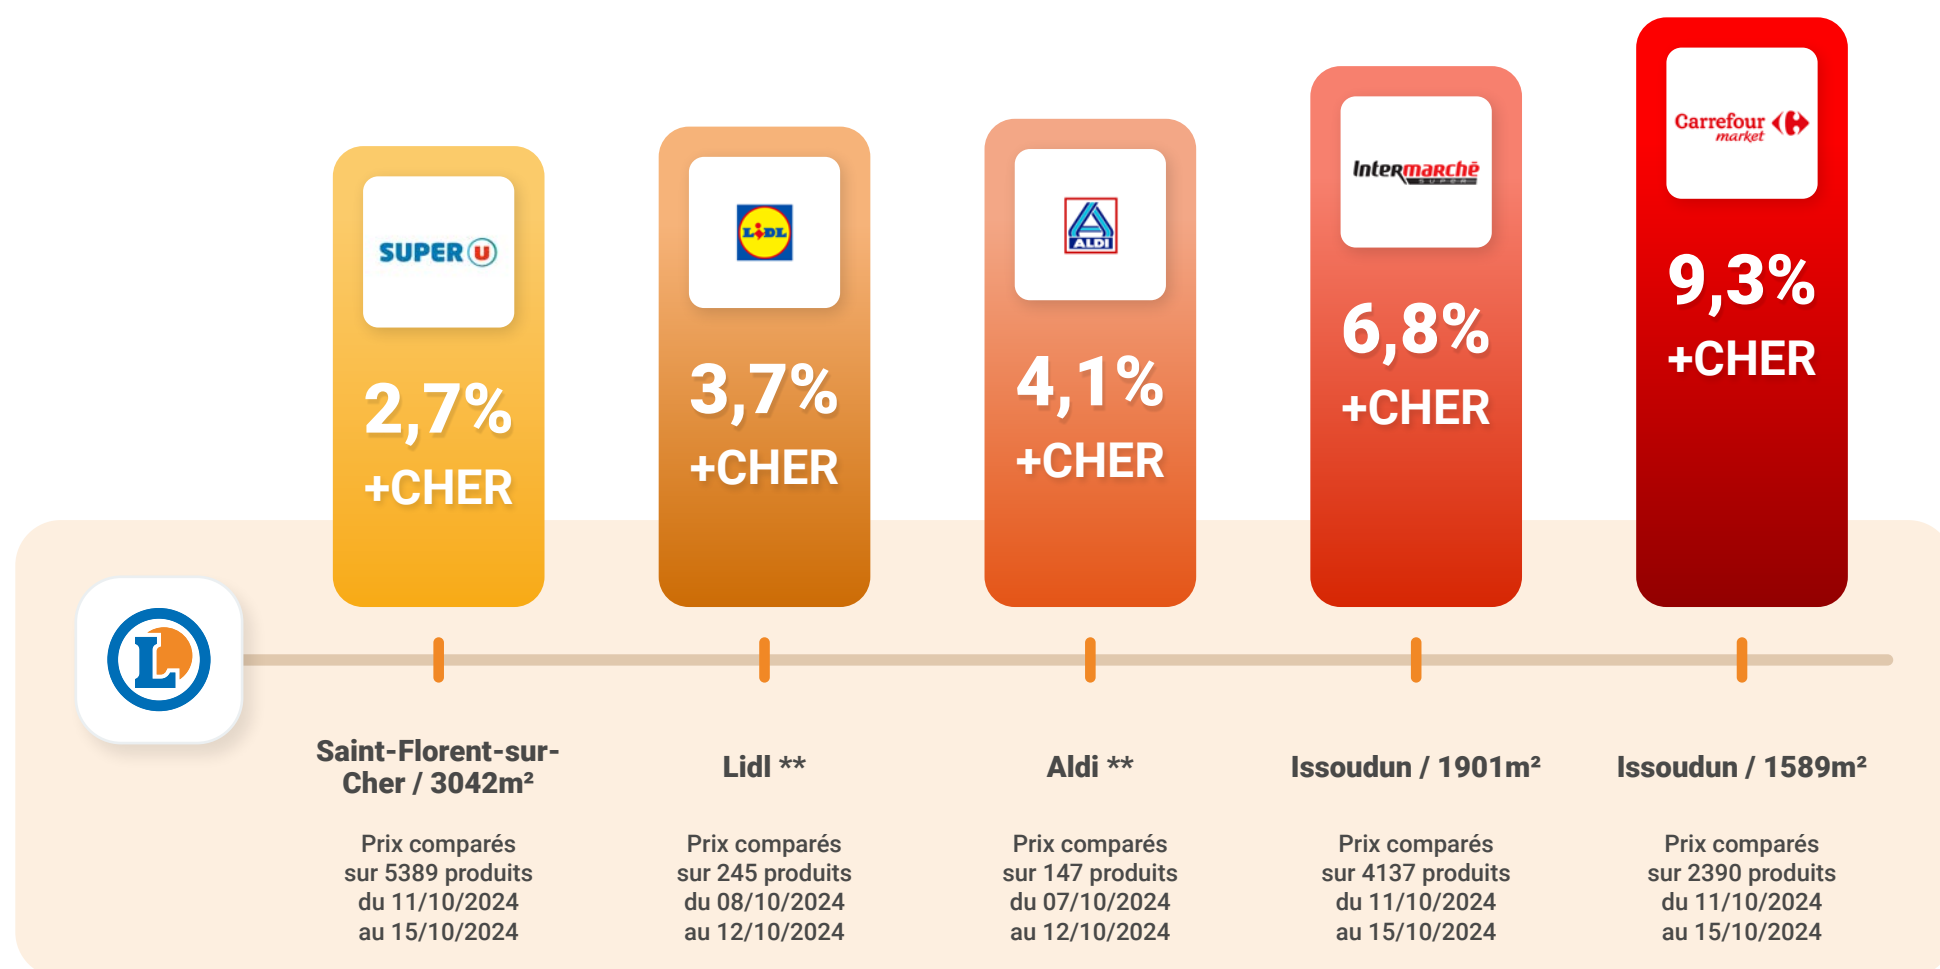 SUPER U
2,7%
+CHER
LIDL
3,7%
+CHER
ALDI
4,1%
+CHER
Intermarché
SUPER
6,8%
+CHER
Carrefour
market
9,3%
+CHER
L
Saint-Florent-sur-
Cher / 3042m²
Prix comparés
sur 5389 produits
du 11/10/2024
au 15/10/2024
Lidl **
Prix comparés
sur 245 produits
du 08/10/2024
au 12/10/2024
Aldi **
Prix comparés
sur 147 produits
du 07/10/2024
au 12/10/2024
Issoudun / 1901m²
Prix comparés
sur 4137 produits
du 11/10/2024
au 15/10/2024
Issoudun / 1589m²
Prix comparés
sur 2390 produits
du 11/10/2024
au 15/10/2024